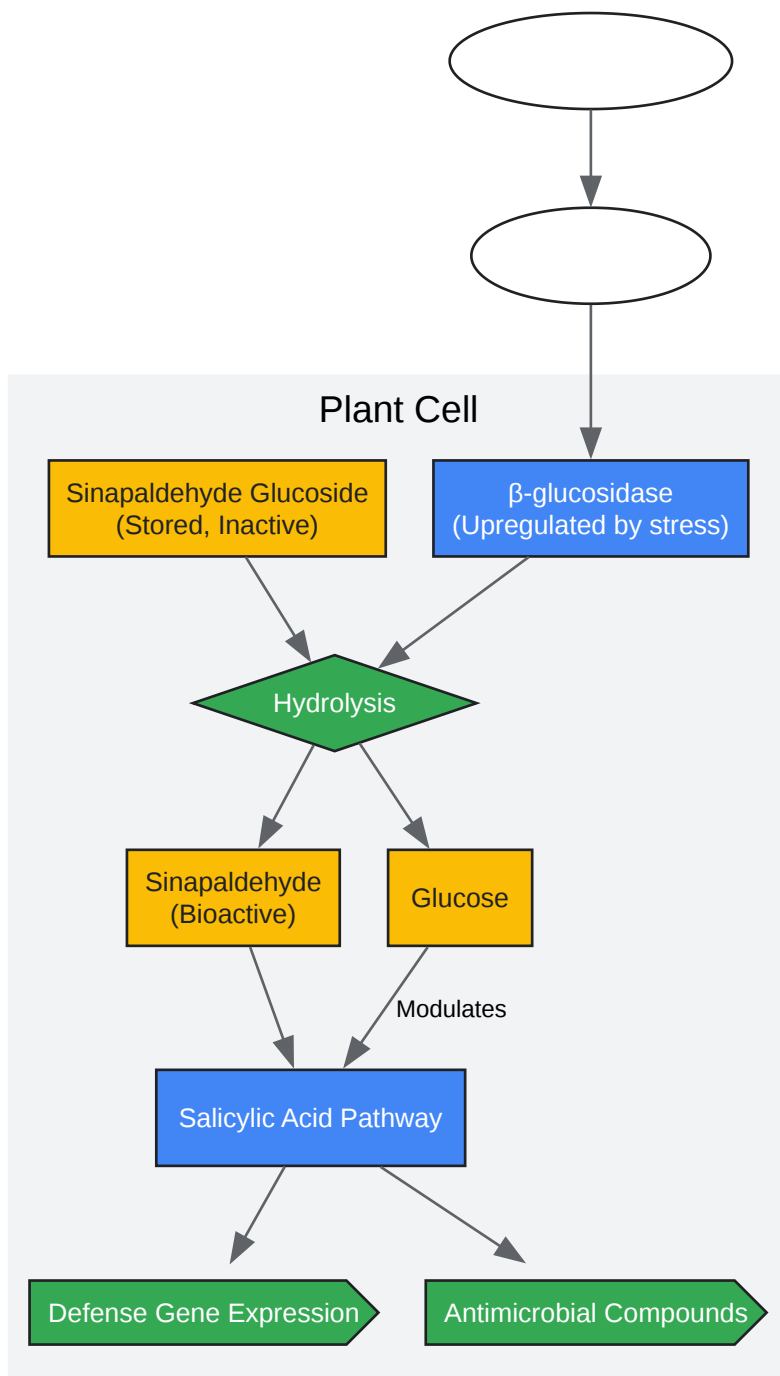 Plant Cell
Sinapaldehyde Glucoside
(Stored, Inactive)
β-glucosidase
(Upregulated by stress)
Hydrolysis
Sinapaldehyde
(Bioactive)
Glucose
Modulates
Salicylic Acid Pathway
Defense Gene Expression
Antimicrobial Compounds